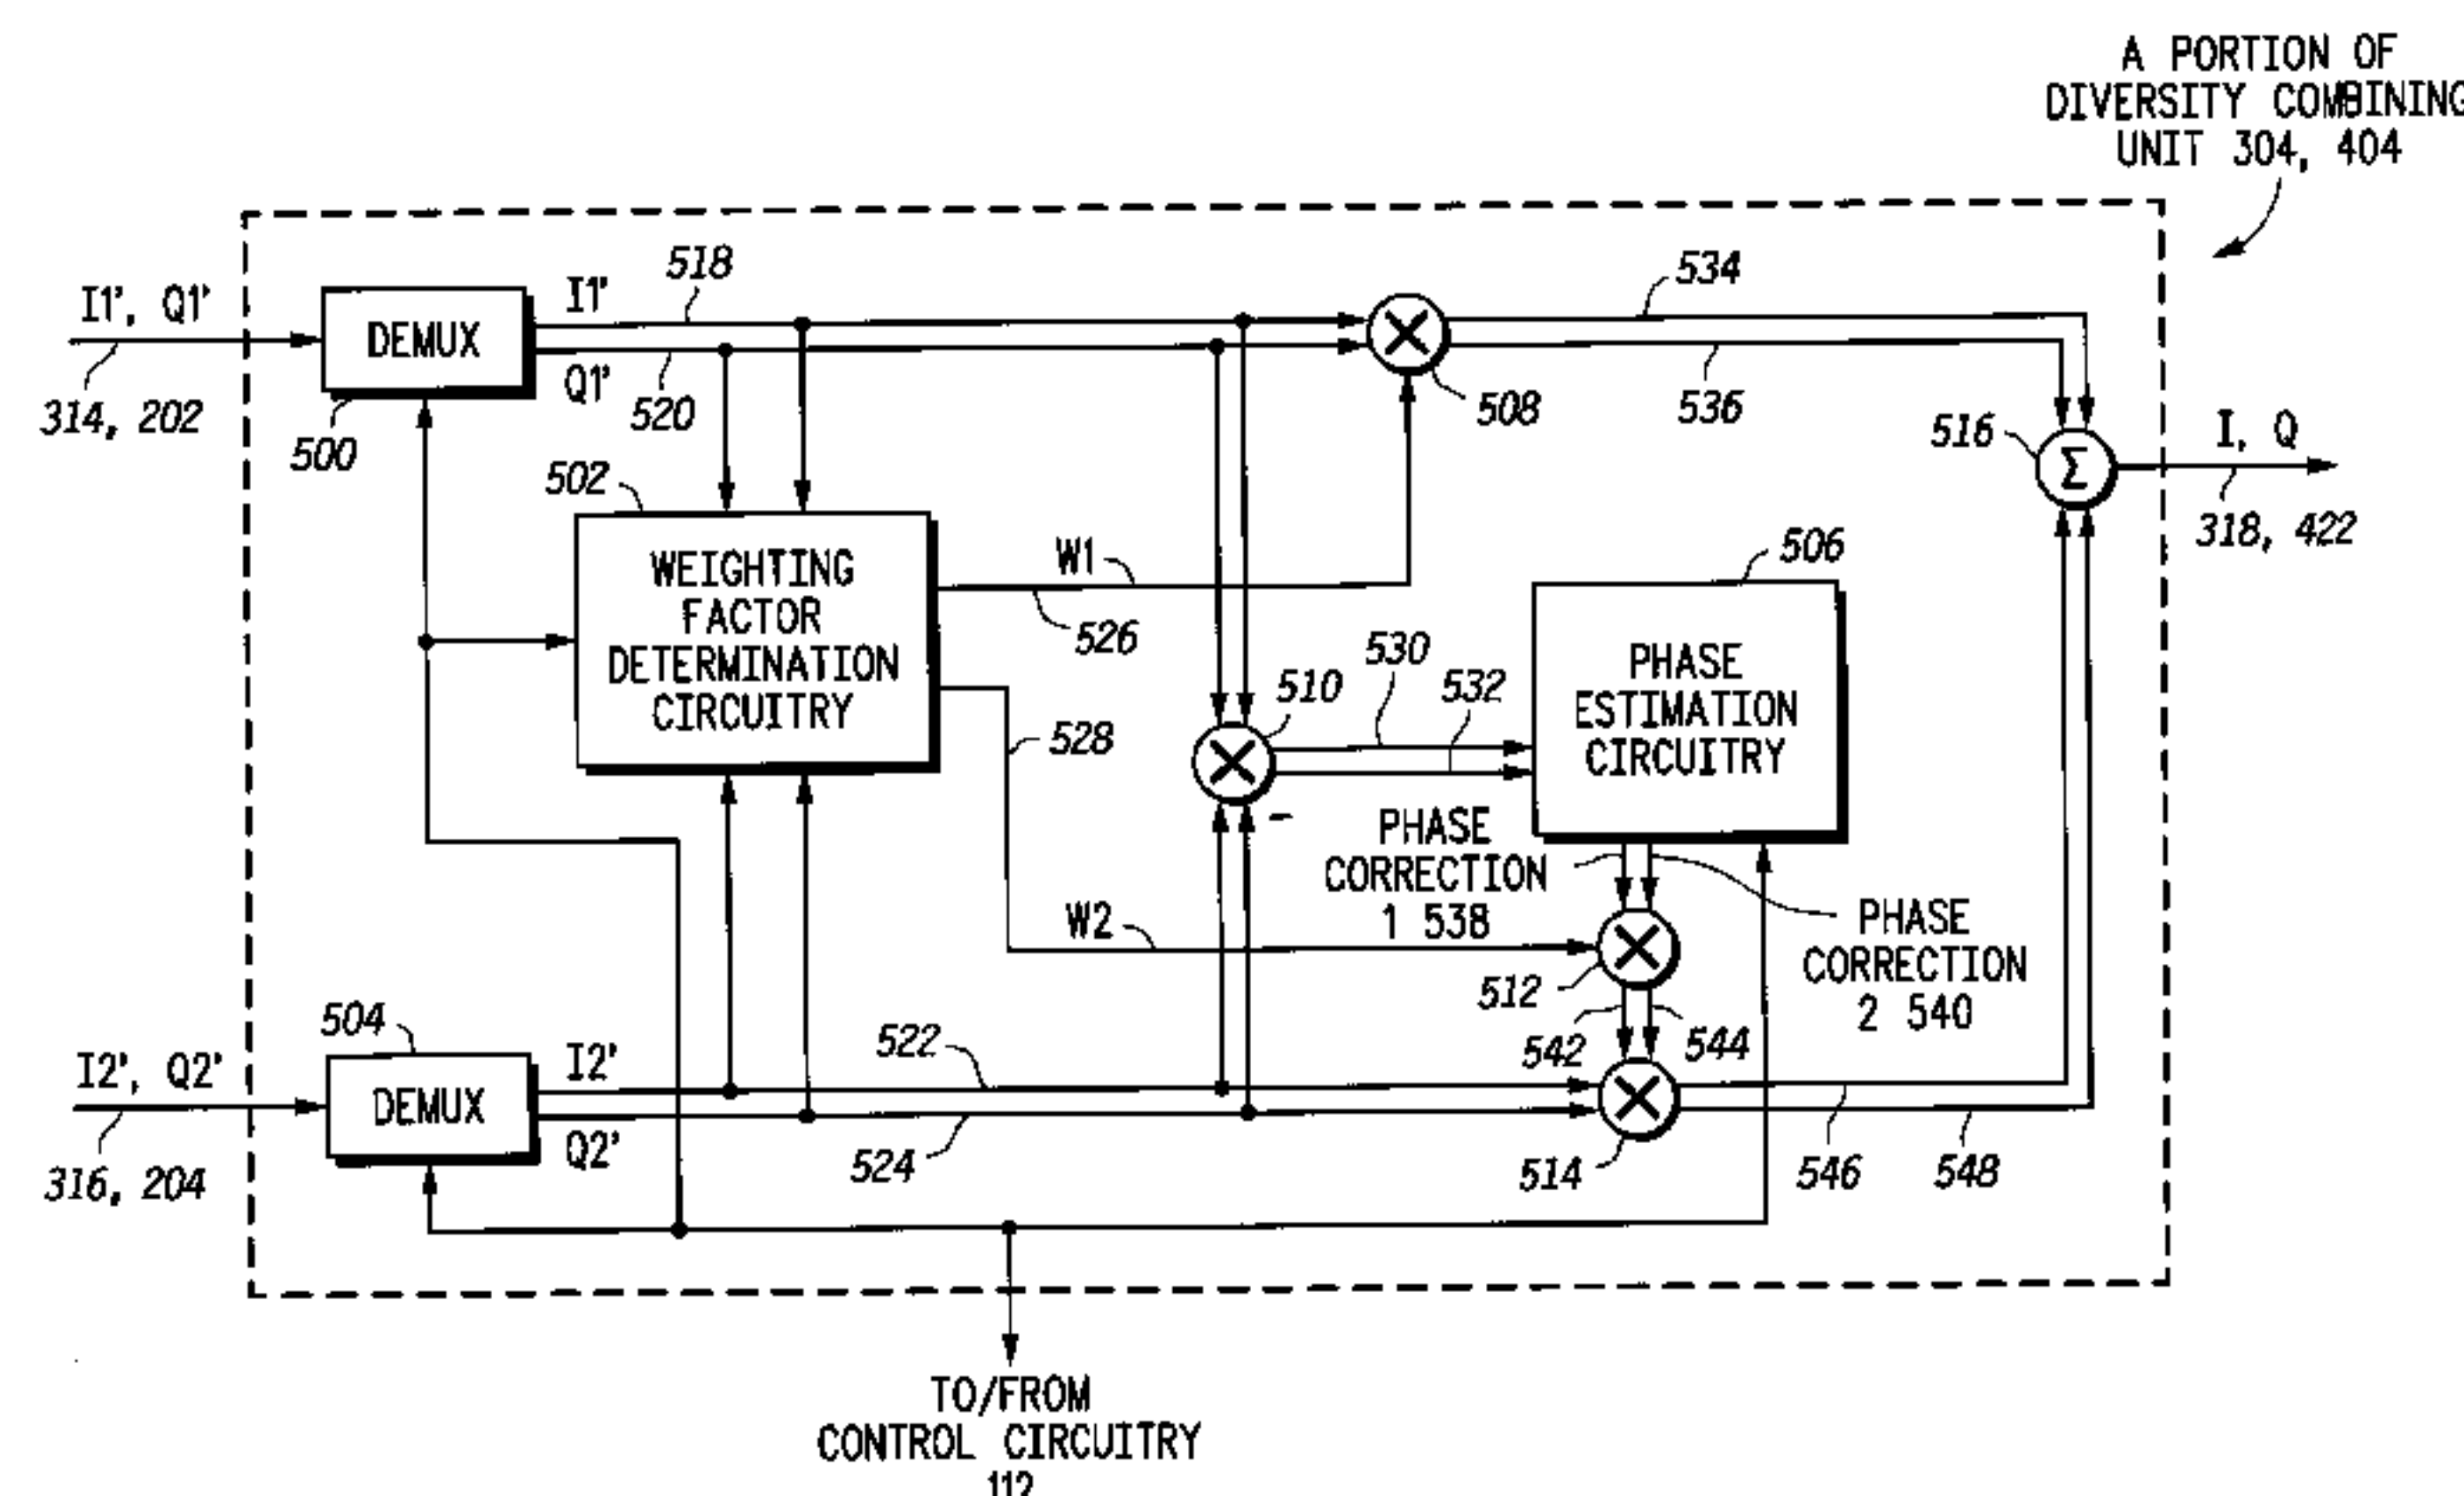 A PORTION OF
DIVERSITY COMBINING
UNIT 304, 404
I1', Q1'
314, 202
DEMUX
500
I1'
518
Q1'
520
534
508
536
516
Σ
I, Q
318, 422
502
WEIGHTING
FACTOR
DETERMINATION
CIRCUITRY
W1
526
528
530
532
510
-
506
PHASE
ESTIMATION
CIRCUITRY
PHASE
CORRECTION
1 538
W2
512
PHASE
CORRECTION
2 540
542
544
504
I2', Q2'
316, 204
DEMUX
I2'
522
Q2'
524
514
546
548
TO/FROM
CONTROL CIRCUITRY
112